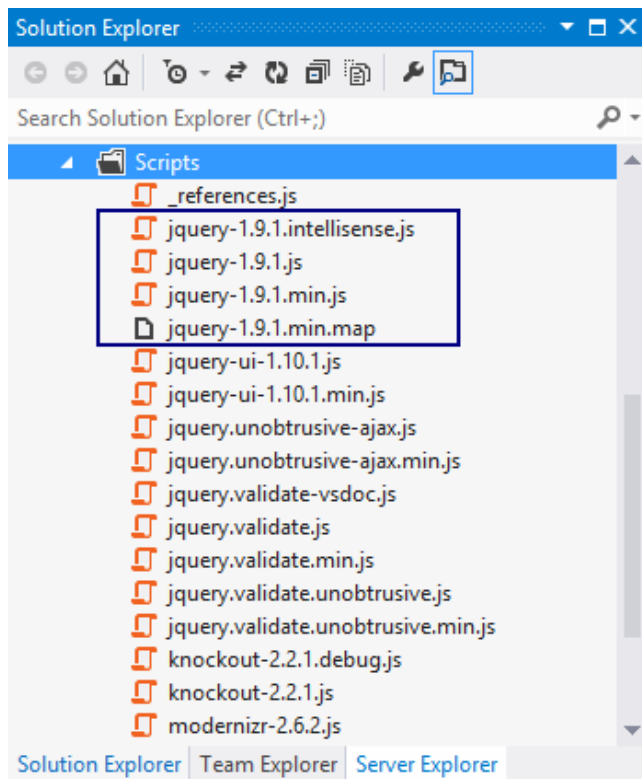 Solution Explorer
Search Solution Explorer (Ctrl+;)
Scripts
_references.js
jquery-1.9.1.intellisense.js
jquery-1.9.1.js
jquery-1.9.1.min.js
jquery-1.9.1.min.map
jquery-ui-1.10.1.js
jquery-ui-1.10.1.min.js
jquery.unobtrusive-ajax.js
jquery.unobtrusive-ajax.min.js
jquery.validate-vsdoc.js
jquery.validate.js
jquery.validate.min.js
jquery.validate.unobtrusive.js
jquery.validate.unobtrusive.min.js
knockout-2.2.1.debug.js
knockout-2.2.1.js
modernizr-2.6.2.js
Solution Explorer Team Explorer Server Explorer